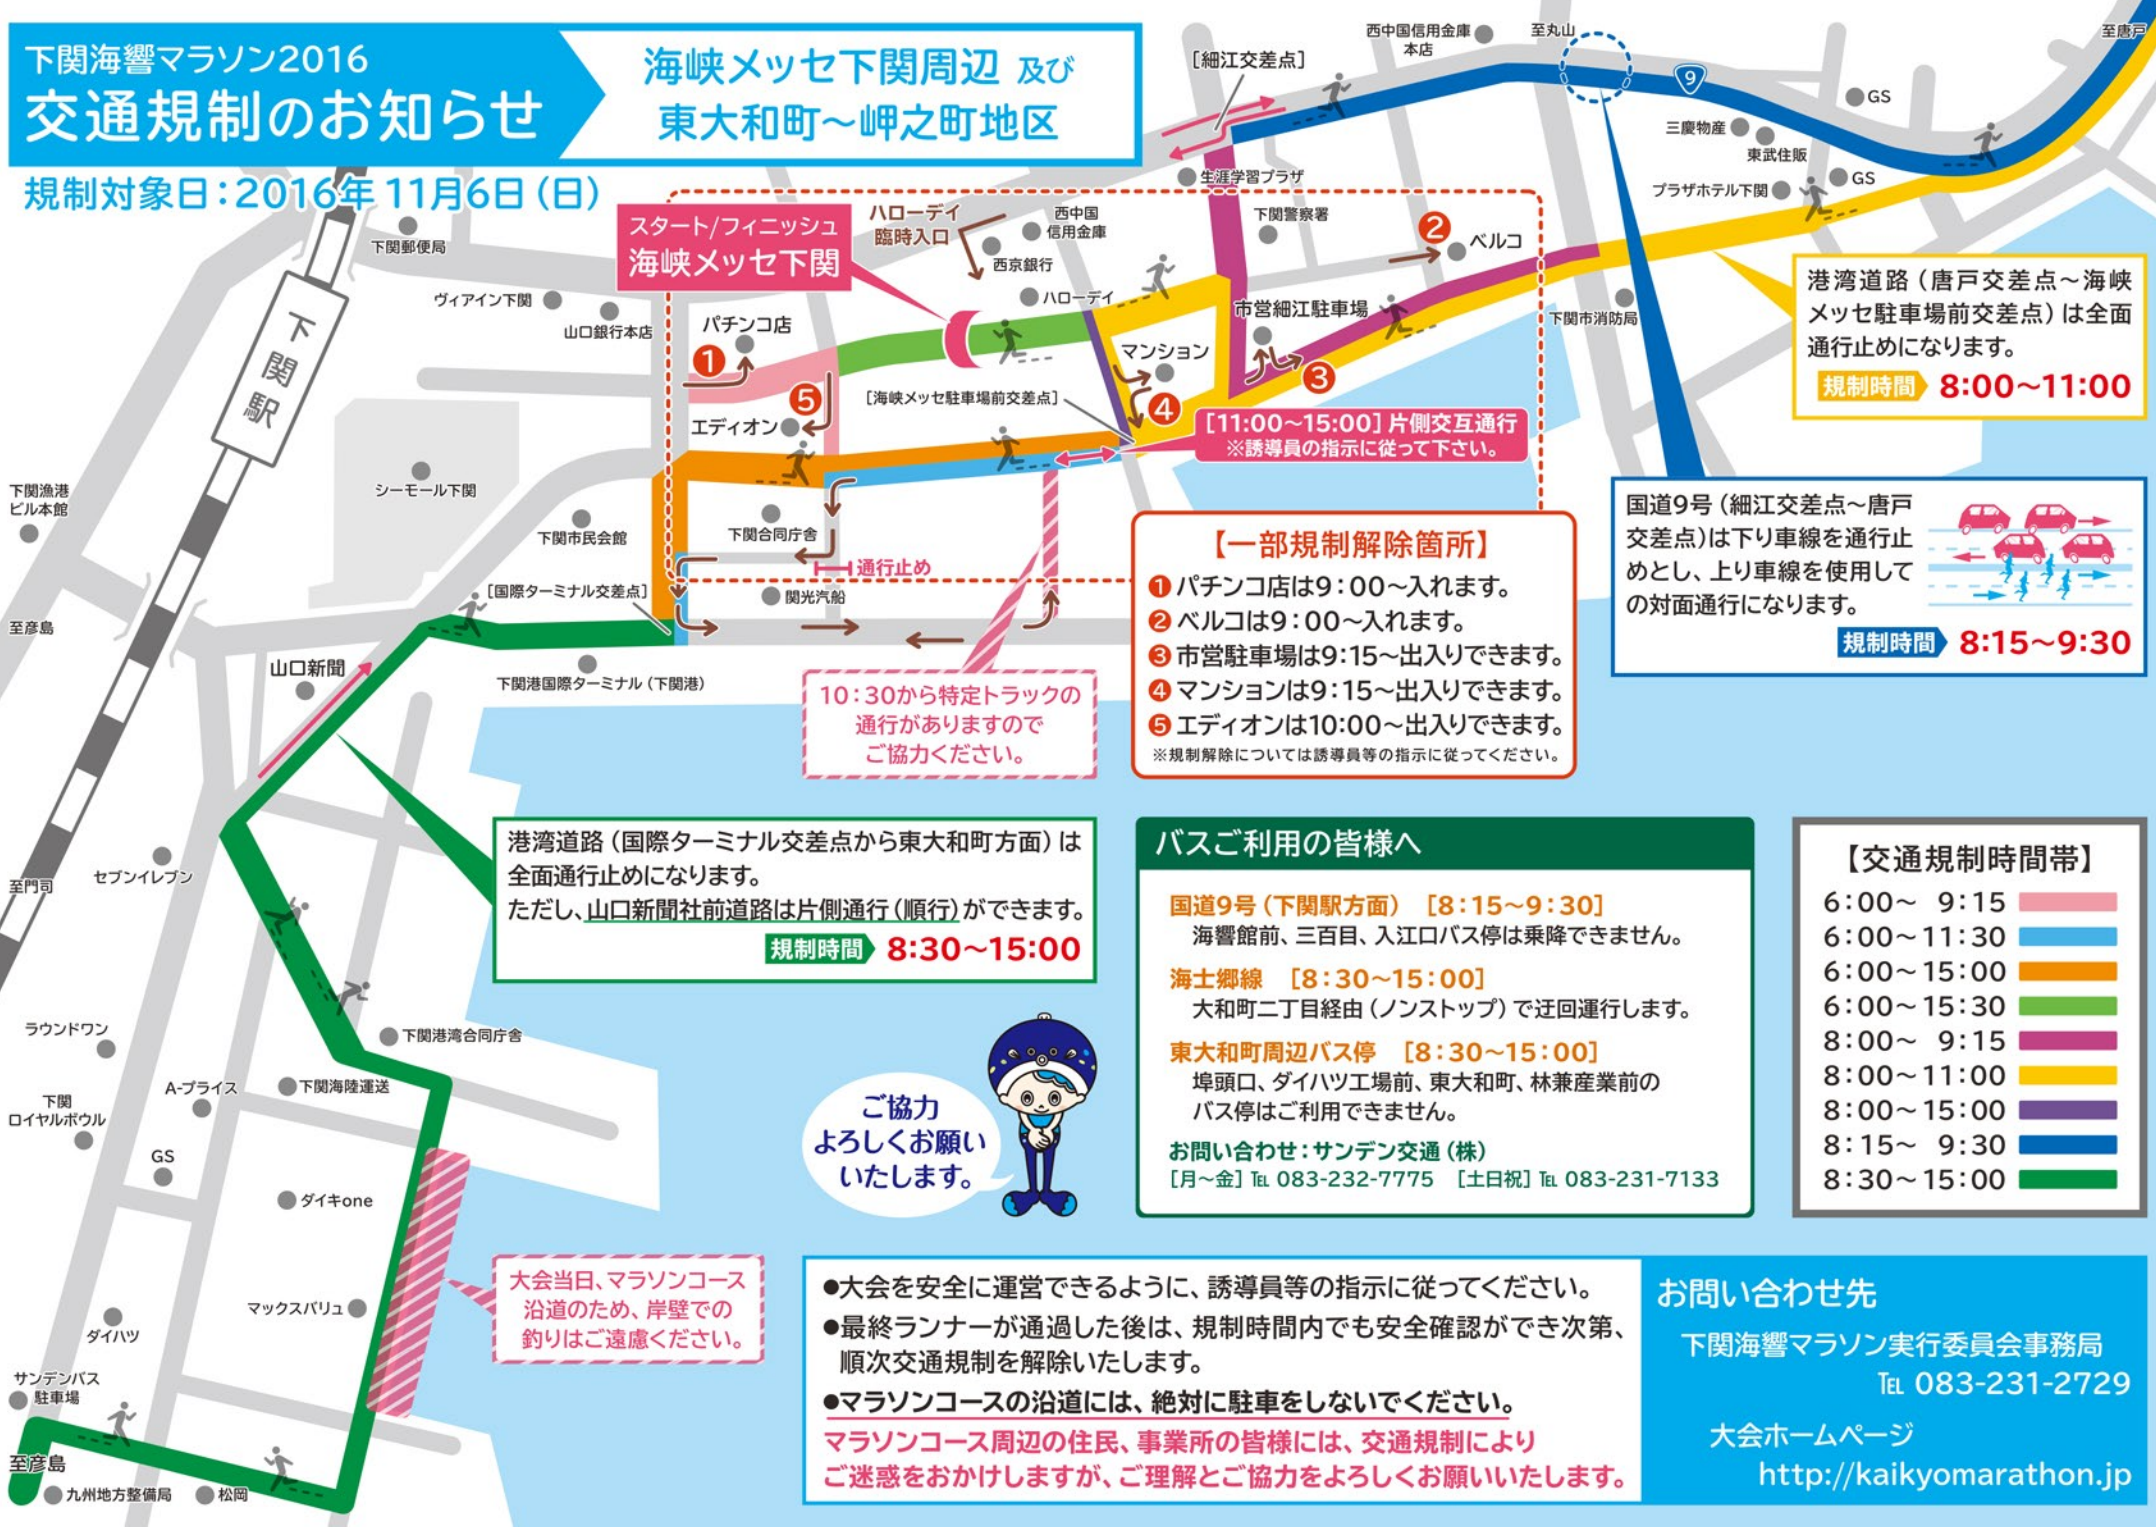 下関海響マラソン2016
交通規制のお知らせ
海峡メッセ下関周辺 及び
東大和町～岬之町地区
規制対象日：2016年11月6日（日）
［細江交差点］
西中国信用金庫
本店
至丸山
至唐戸
9
GS
三慶物産
東武住販
GS
プラザホテル下関
生涯学習プラザ
下関郵便局
スタート/フィニッシュ
海峡メッセ下関
ハローデイ
臨時入口
西中国
信用金庫
西京銀行
下関警察署
2
ベルコ
ヴィアイン下関
山口銀行本店
ハローデイ
パチンコ店
1
市営細江駐車場
下関市消防局
マンション
3
5
4
［海峡メッセ駐車場前交差点］
エディオン
［11:00～15:00］片側交互通行
※誘導員の指示に従って下さい。
港湾道路（唐戸交差点～海峡
メッセ駐車場前交差点）は全面
通行止めになります。
規制時間 8:00～11:00
下関駅
シーモール下関
下関漁港
ビル本館
下関市民会館
下関合同庁舎
通行止め
［国際ターミナル交差点］
関光汽船
至彦島
山口新聞
下関港国際ターミナル（下関港）
国道9号（細江交差点～唐戸
交差点）は下り車線を通行止
めとし、上り車線を使用して
の対面通行になります。
規制時間 8:15～9:30
【一部規制解除箇所】
1 パチンコ店は9：00～入れます。
2 ベルコは9：00～入れます。
3 市営駐車場は9:15～出入りできます。
4 マンションは9：15～出入りできます。
5 エディオンは10:00～出入りできます。
※規制解除については誘導員等の指示に従ってください。
10：30から特定トラックの
通行がありますので
ご協力ください。
港湾道路（国際ターミナル交差点から東大和町方面）は
全面通行止めになります。
ただし、山口新聞社前道路は片側通行（順行）ができます。
規制時間 8:30～15:00
セブンイレブン
至門司
ラウンドワン
下関港湾合同庁舎
A-プライス
下関海陸運送
下関
ロイヤルボウル
GS
ダイキone
マックスバリュ
ダイハツ
サンデンバス
駐車場
至彦島
九州地方整備局
松岡
大会当日、マラソンコース
沿道のため、岸壁での
釣りはご遠慮ください。
ご協力
よろしくお願い
いたします。
バスご利用の皆様へ
国道9号（下関駅方面） ［8：15～9：30］
海響館前、三百目、入江口バス停は乗降できません。
海士郷線 ［8：30～15：00］
大和町二丁目経由（ノンストップ）で迂回運行します。
東大和町周辺バス停 ［8：30～15：00］
埠頭口、ダイハツ工場前、東大和町、林兼産業前の
バス停はご利用できません。
お問い合わせ：サンデン交通（株）
［月～金］℡ 083-232-7775 ［土日祝］℡ 083-231-7133
【交通規制時間帯】
6：00～ 9：15
6：00～11：30
6：00～15：00
6：00～15：30
8：00～ 9：15
8：00～11：00
8：00～15：00
8：15～ 9：30
8：30～15：00
●大会を安全に運営できるように、誘導員等の指示に従ってください。
●最終ランナーが通過した後は、規制時間内でも安全確認ができ次第、
順次交通規制を解除いたします。
●マラソンコースの沿道には、絶対に駐車をしないでください。
マラソンコース周辺の住民、事業所の皆様には、交通規制により
ご迷惑をおかけしますが、ご理解とご協力をよろしくお願いいたします。
お問い合わせ先
下関海響マラソン実行委員会事務局
℡ 083-231-2729
大会ホームページ
http://kaikyomarathon.jp